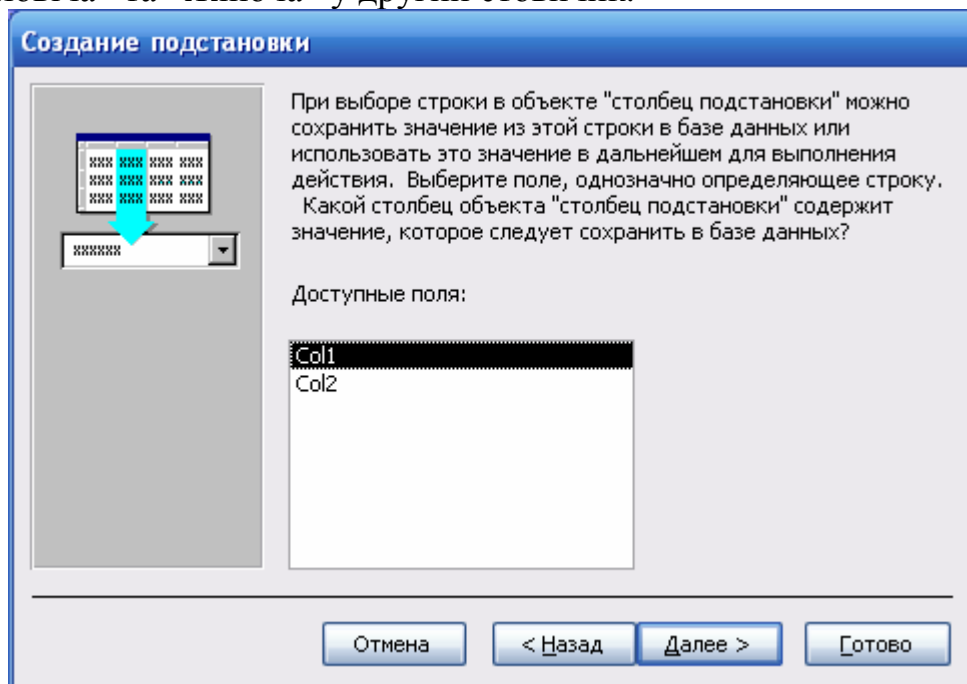 Создание подстановки
При выборе строки в объекте "столбец подстановки" можно
сохранить значение из этой строки в базе данных или
использовать это значение в дальнейшем для выполнения
действия. Выберите поле, однозначно определяющее строку.
Какой столбец объекта "столбец подстановки" содержит
значение, которое следует сохранить в базе данных?
Доступные поля:
Col1
Col2
Отмена
< Назад
Далее >
Готово